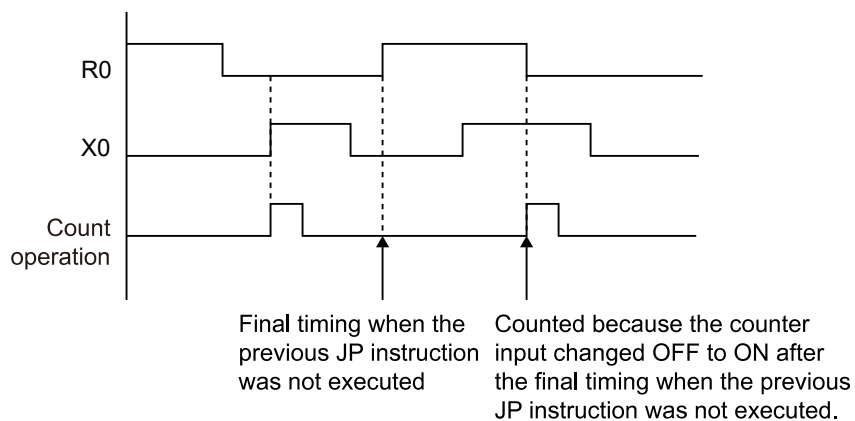 R0
X0
Count
operation
Final timing when the
previous JP instruction
was not executed
Counted because the counter
input changed OFF to ON after
the final timing when the previous
JP instruction was not executed.